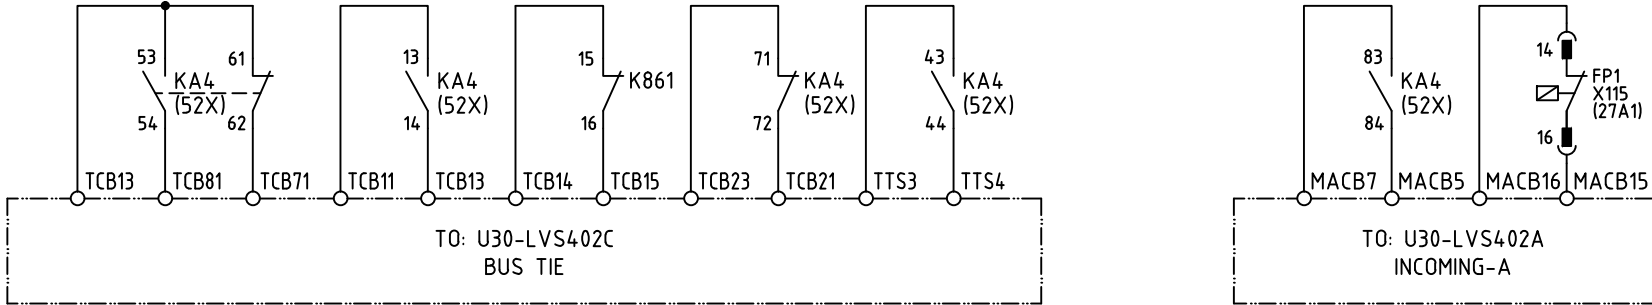 53
KA4
(52X)
54
61
62
13
KA4
(52X)
14
15
K861
16
71
KA4
(52X)
72
43
KA4
(52X)
44
83
KA4
(52X)
84
14
FP1
X115
(27A1)
16
TCB13
TCB81
TCB71
TCB11
TCB13
TCB14
TCB15
TCB23
TCB21
TTS3
TTS4
MACB7
MACB5
MACB16
MACB15
TO: U30-LVS402C
BUS TIE
TO: U30-LVS402A
INCOMING-A